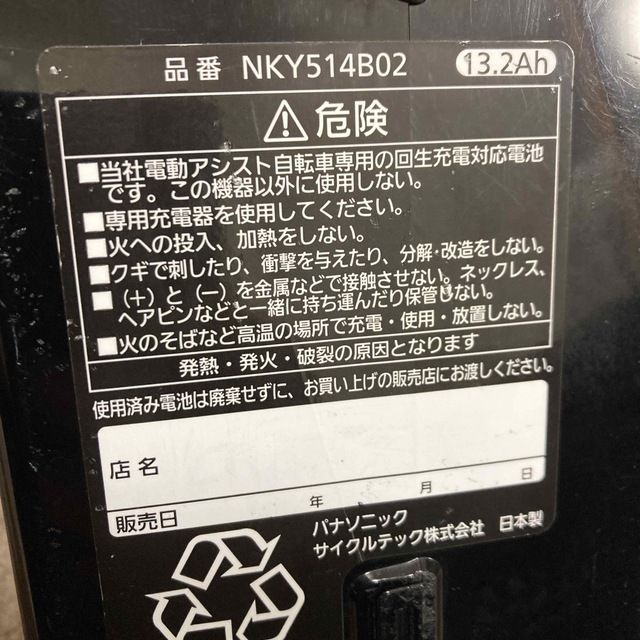 品番 NKY514B02 13.2Ah
危険
■当社電動アシスト自転車専用の回生充電対応電池
です。この機器以外に使用しない。
■専用充電器を使用してください。
■火への投入、加熱をしない。
■クギで刺したり、衝撃を与えたり、分解・改造をしない。
■(+)と(−)を金属などで接触させない。ネックレス、
ヘアピンなどと一緒に持ち運んだり保管しない。
■火のそばなど高温の場所で充電・使用・放置しない。
発熱・発火・破裂の原因となります
使用済み電池は廃棄せずに、お買い上げの販売店にお渡しください。
店名
販売日 年 月 日
パナソニック
サイクルテック株式会社 日本製